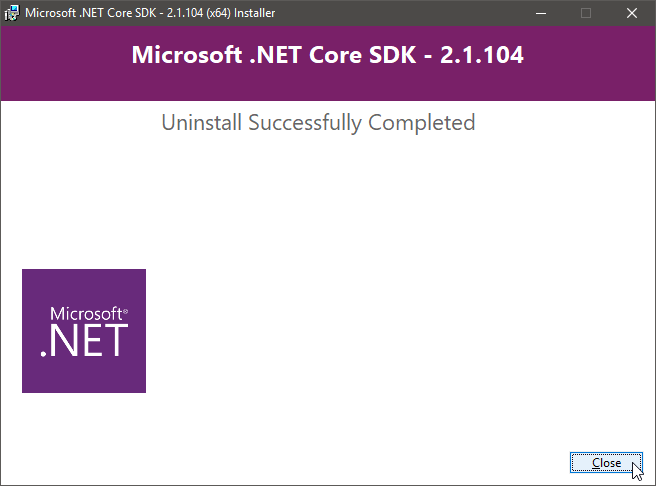 Microsoft .NET Core SDK - 2.1.104 (x64) Installer
Microsoft .NET Core SDK - 2.1.104
Uninstall Successfully Completed
Microsoft®
.NET
Close